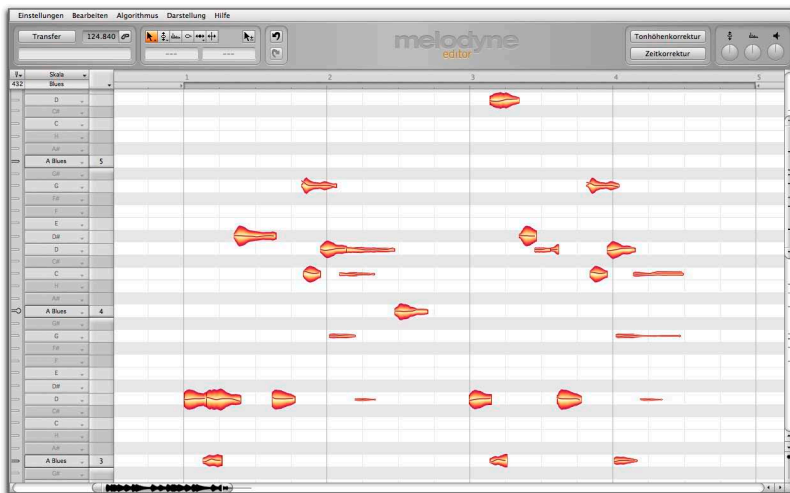 Einstellungen Bearbeiten Algorithmus Darstellung Hilfe
Transfer 124.840
melodyne
editor
Tonhöhenkorrektur
Zeitkorrektur
--- ---
Skala
432 Blues
1 2 3 4 5
D
C#
C
H
A#
A Blues 5
G#
G
F#
F
E
D#
D
C#
C
H
A#
A Blues 4
G#
G
F#
F
E
D#
D
C#
C
H
A#
A Blues 3
G#